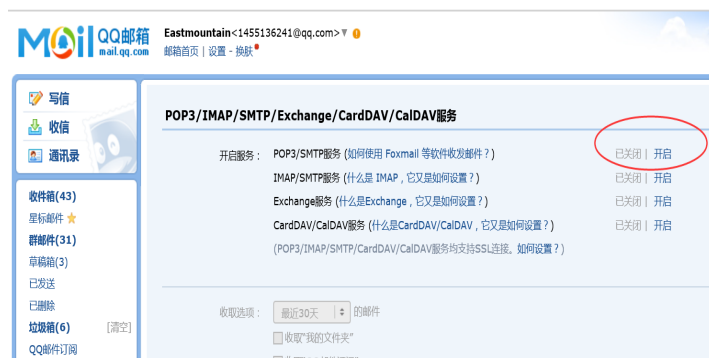 MOil QQ邮箱
mail.qq.com
Eastmountain<1455136241@qq.com>
邮箱首页 | 设置 - 换肤
写信
收信
通讯录
收件箱(43)
星标邮件
群邮件(31)
草稿箱(3)
已发送
已删除
垃圾箱(6) [清空]
QQ邮件订阅
POP3/IMAP/SMTP/Exchange/CardDAV/CalDAV服务
开启服务： POP3/SMTP服务 (如何使用 Foxmail 等软件收发邮件？) 已关闭 | 开启
IMAP/SMTP服务 (什么是 IMAP，它又是如何设置？) 已关闭 | 开启
Exchange服务 (什么是Exchange，它又是如何设置？) 已关闭 | 开启
CardDAV/CalDAV服务 (什么是CardDAV/CalDAV，它又是如何设置？) 已关闭 | 开启
(POP3/IMAP/SMTP/CardDAV/CalDAV服务均支持SSL连接。如何设置？)
收取选项： 最近30天 的邮件
收取“我的文件夹”